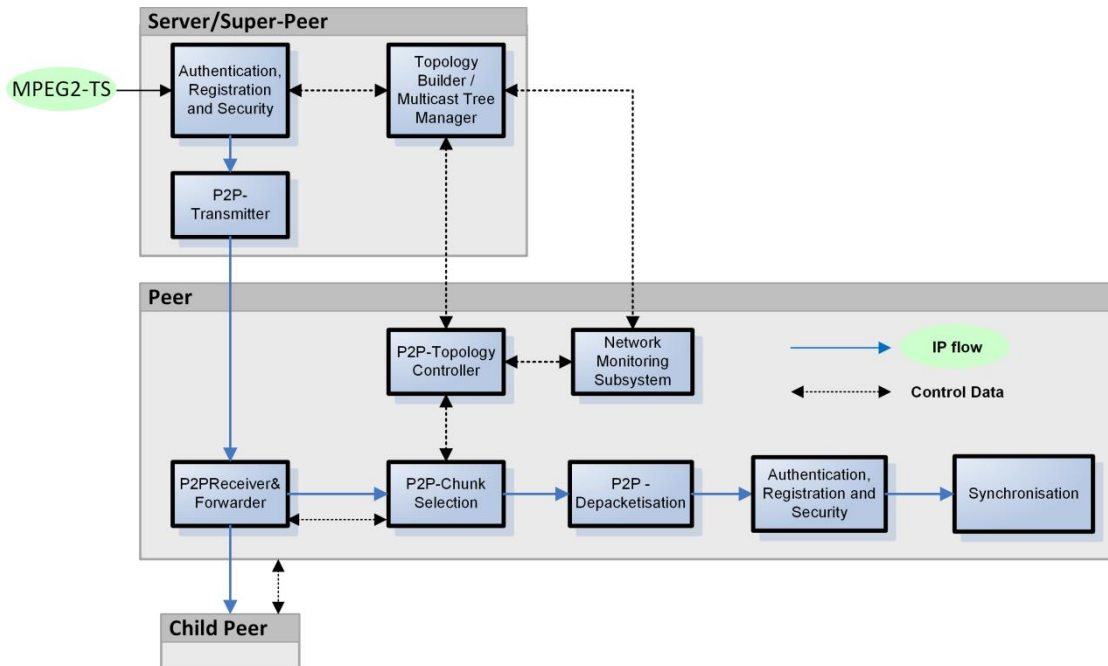 Server/Super-Peer
MPEG2-TS
Authentication,
Registration
and Security
Topology
Builder /
Multicast Tree
Manager
P2P-
Transmitter
Peer
P2P-Topology
Controller
Network
Monitoring
Subsystem
IP flow
Control Data
P2PReceiver&
Forwarder
P2P-Chunk
Selection
P2P -
Depacketisation
Authentication,
Registration and
Security
Synchronisation
Child Peer